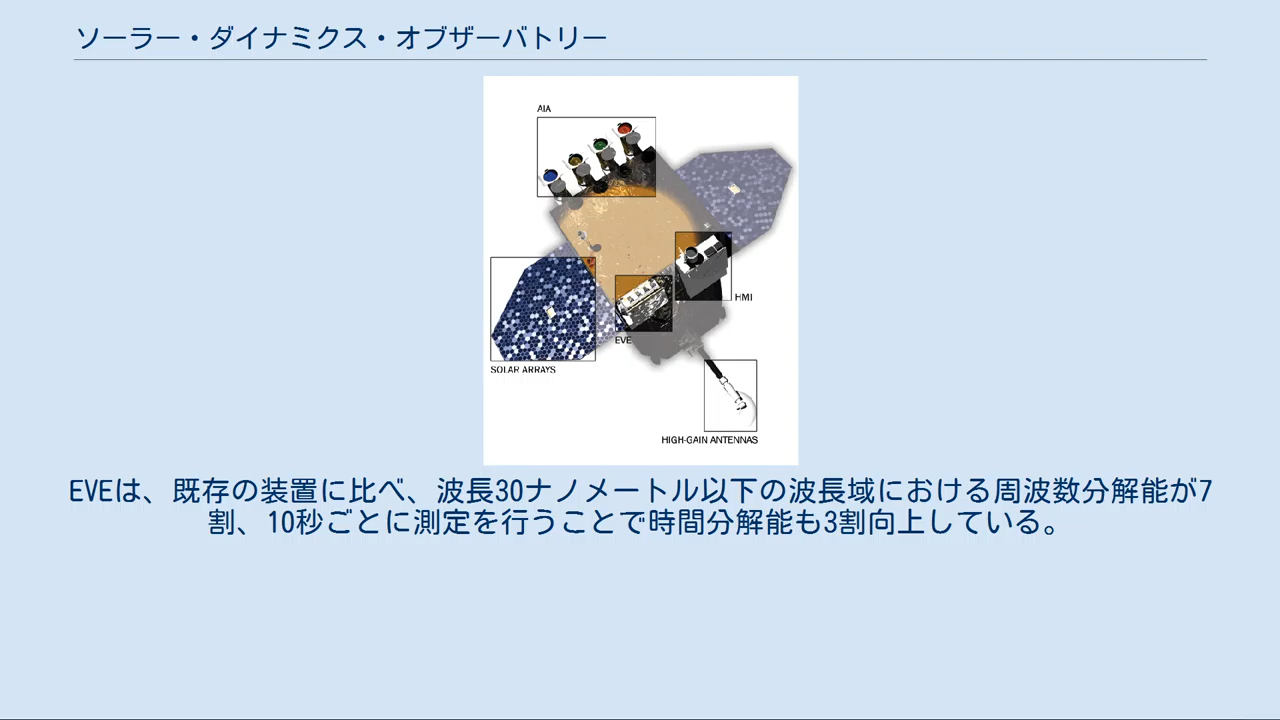 ソーラー・ダイナミクス・オブザーバトリー
AIA
HMI
EVE
SOLAR ARRAYS
HIGH-GAIN ANTENNAS
EVEは、既存の装置に比べ、波長30ナノメートル以下の波長域における周波数分解能が7
割、10秒ごとに測定を行うことで時間分解能も3割向上している。